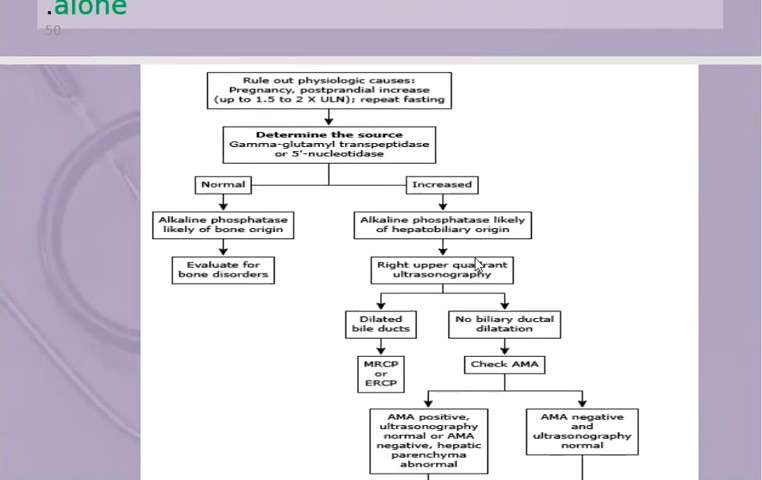 .alone
50
Rule out physiologic causes:
Pregnancy, postprandial increase
(up to 1.5 to 2 X ULN); repeat fasting
Determine the source
Gamma-glutamyl transpeptidase
or 5'-nucleotidase
Normal
Increased
Alkaline phosphatase
likely of bone origin
Alkaline phosphatase likely
of hepatobiliary origin
Evaluate for
bone disorders
Right upper quadrant
ultrasonography
Dilated
bile ducts
No biliary ductal
dilatation
MRCP
or
ERCP
Check AMA
AMA positive,
ultrasonography
normal or AMA
negative, hepatic
parenchyma
abnormal
AMA negative
and
ultrasonography
normal